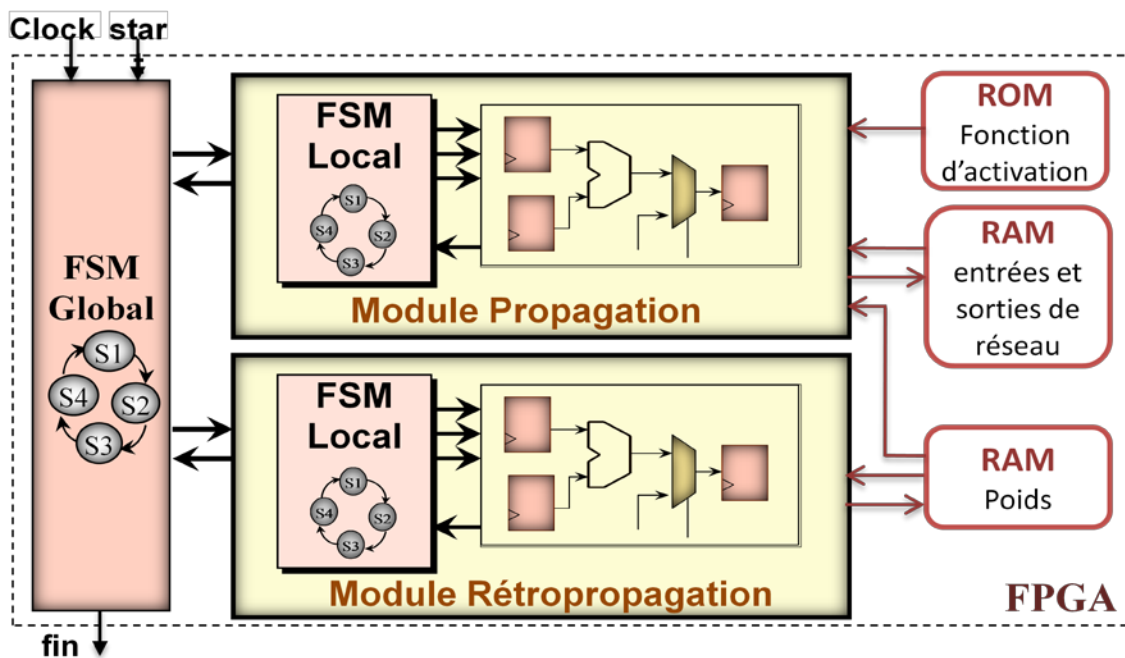 Clock
star
FSM
Global
S1
S2
S3
S4
FSM
Local
S1
S2
S3
S4
Module Propagation
FSM
Local
S1
S2
S3
S4
Module Rétropropagation
ROM
Fonction
d'activation
RAM
entrées et
sorties de
réseau
RAM
Poids
FPGA
fin